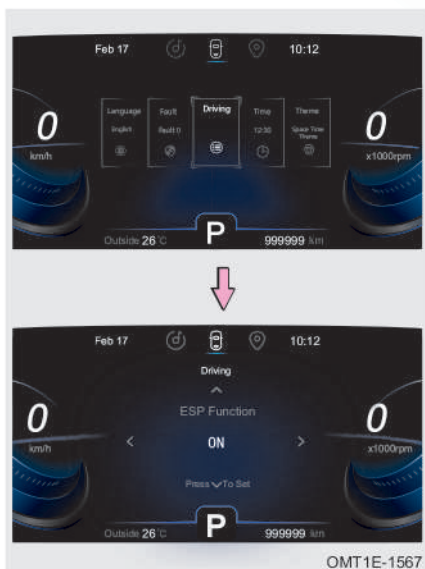 Feb 17 10:12
Language Fault Driving Time Theme
English Fault 0 12:30 Space Time Theme
0 km/h
0 x1000rpm
Outside 26°C P 999999 km
Feb 17 10:12
Driving
ESP Function
0 km/h
< ON >
0 x1000rpm
Press To Set
Outside 26°C P 999999 km
OMT1E-1567